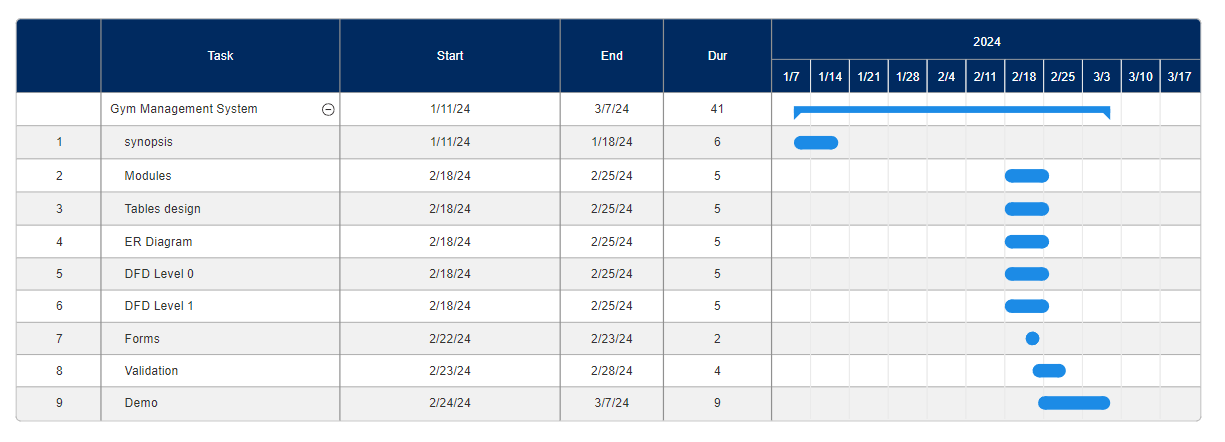 2024
Task Start End Dur
1/7 1/14 1/21 1/28 2/4 2/11 2/18 2/25 3/3 3/10 3/17
Gym Management System 1/11/24 3/7/24 41
1 synopsis 1/11/24 1/18/24 6
2 Modules 2/18/24 2/25/24 5
3 Tables design 2/18/24 2/25/24 5
4 ER Diagram 2/18/24 2/25/24 5
5 DFD Level 0 2/18/24 2/25/24 5
6 DFD Level 1 2/18/24 2/25/24 5
7 Forms 2/22/24 2/23/24 2
8 Validation 2/23/24 2/28/24 4
9 Demo 2/24/24 3/7/24 9